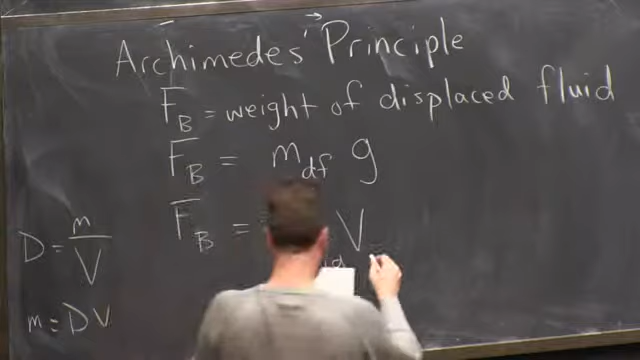 Archimedes' Principle
F_B = weight of displaced fluid
F_B = m_df g
F_B = V
D = m/V
m = DV